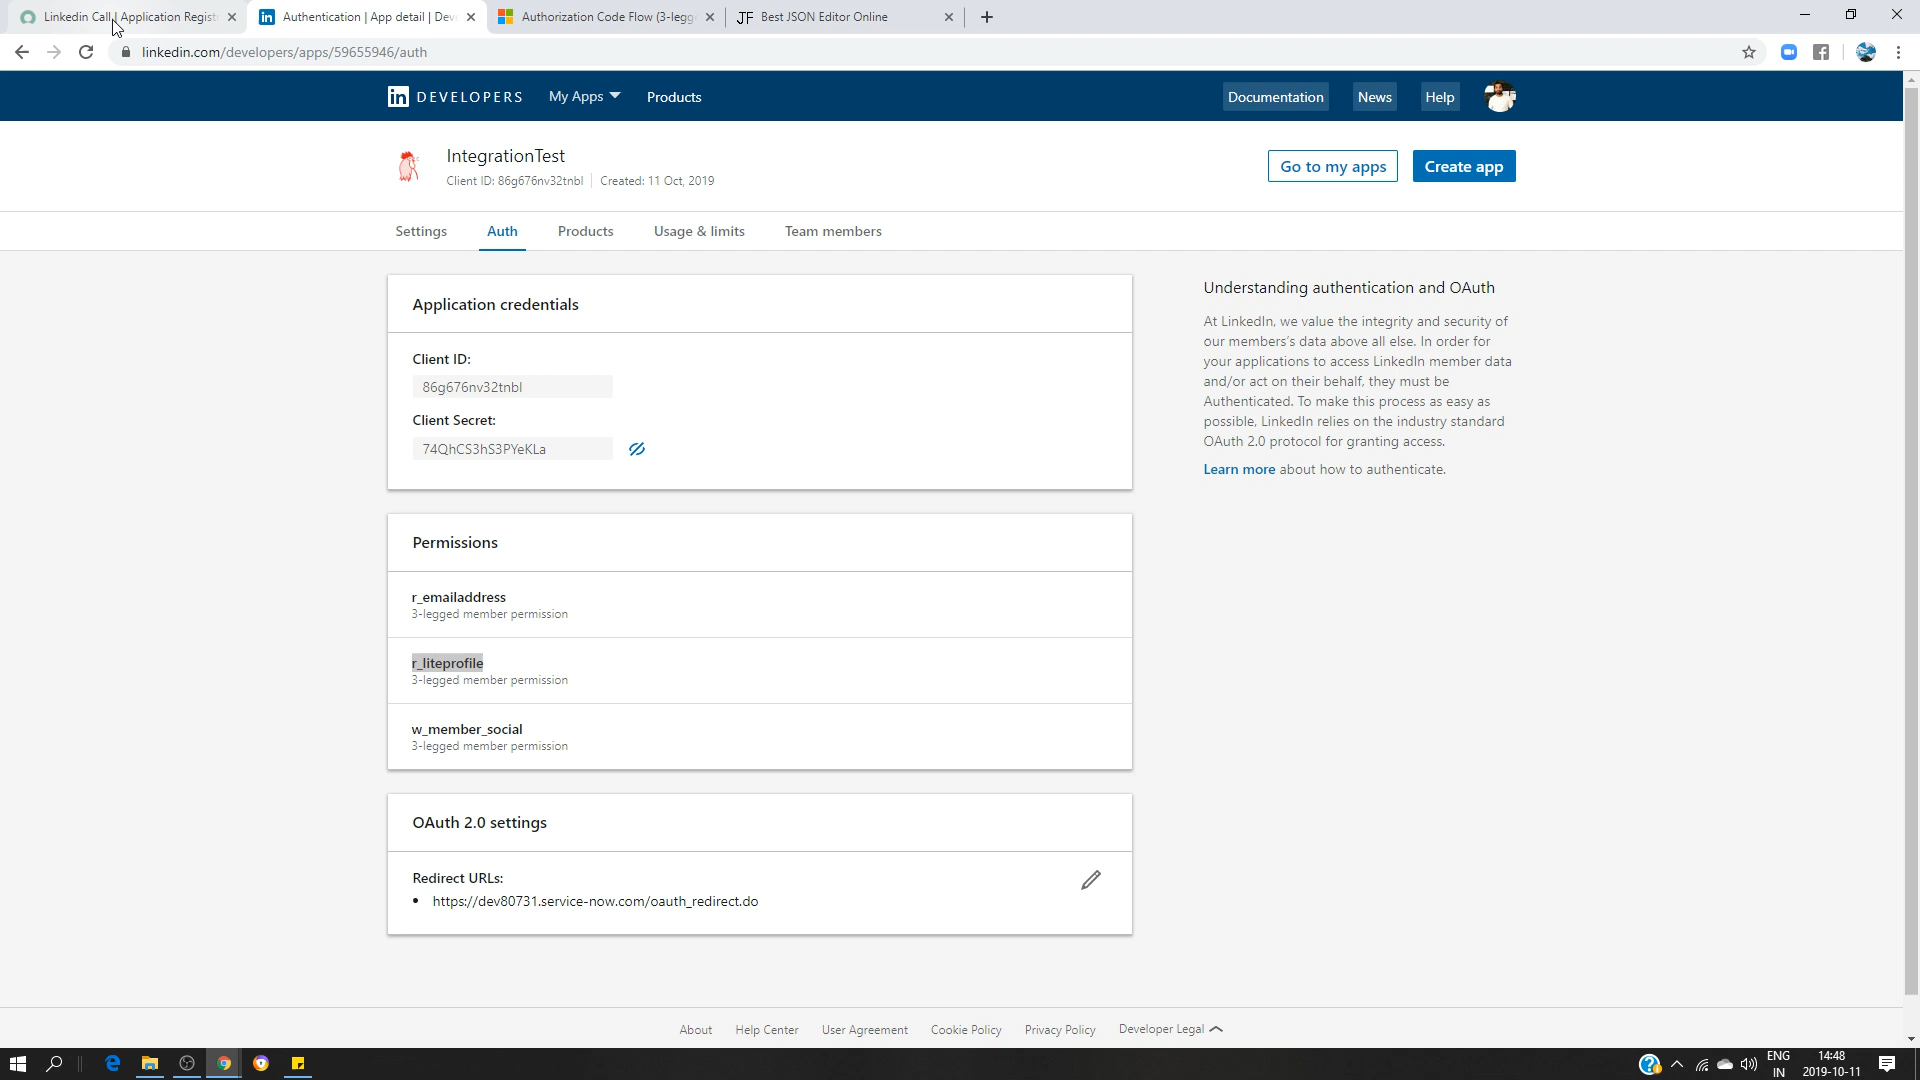 Linkedin Call | Application Regist
Authentication | App detail | Deve
Authorization Code Flow (3-legge
JF Best JSON Editor Online
linkedin.com/developers/apps/59655946/auth
in DEVELOPERS
My Apps
Products
Documentation
News
Help
IntegrationTest
Client ID: 86g676nv32tnbl
Created: 11 Oct, 2019
Go to my apps
Create app
Settings
Auth
Products
Usage & limits
Team members
Application credentials
Client ID:
86g676nv32tnbl
Client Secret:
74QhCS3hS3PYeKLa
Permissions
r_emailaddress
3-legged member permission
r_liteprofile
3-legged member permission
w_member_social
3-legged member permission
OAuth 2.0 settings
Redirect URLs:
• https://dev80731.service-now.com/oauth_redirect.do
Understanding authentication and OAuth
At LinkedIn, we value the integrity and security of
our members's data above all else. In order for
your applications to access LinkedIn member data
and/or act on their behalf, they must be
Authenticated. To make this process as easy as
possible, LinkedIn relies on the industry standard
OAuth 2.0 protocol for granting access.
Learn more about how to authenticate.
About
Help Center
User Agreement
Cookie Policy
Privacy Policy
Developer Legal
ENG
IN
14:48
2019-10-11